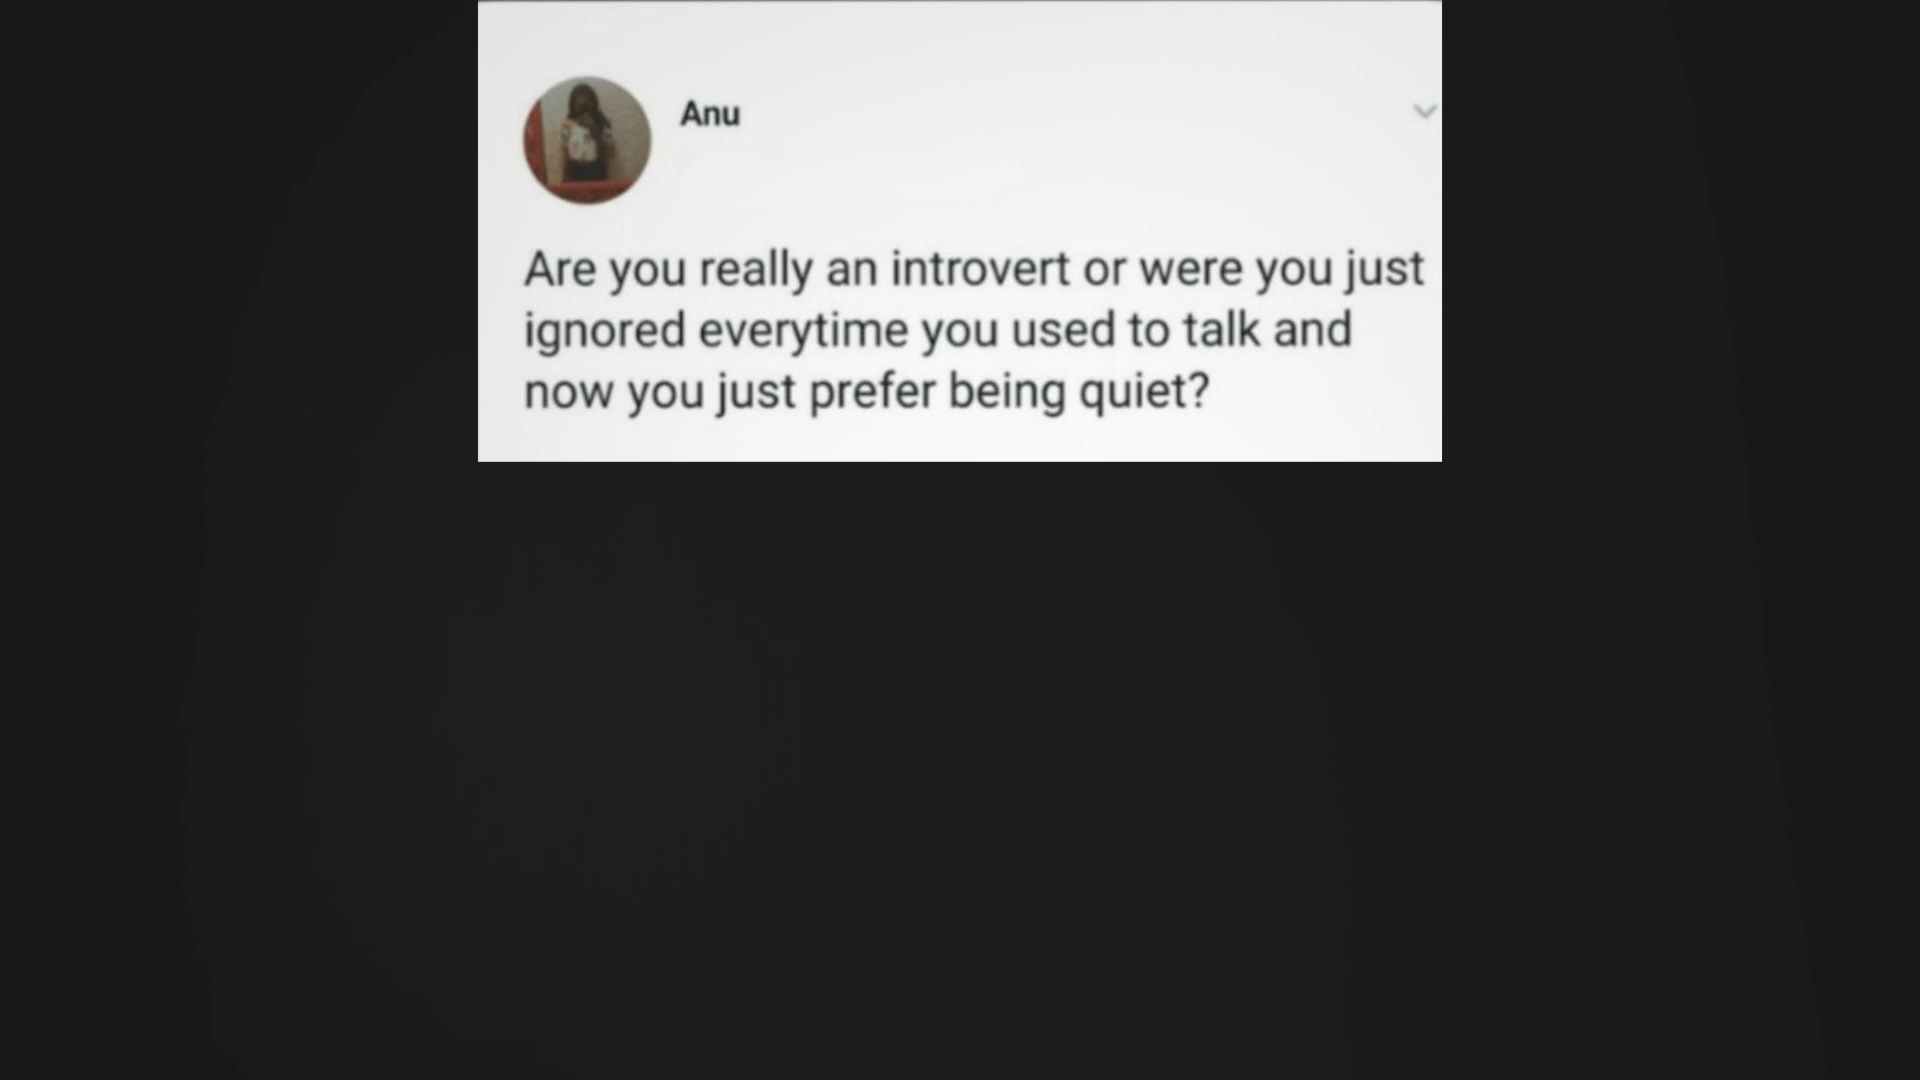 Anu
Are you really an introvert or were you just
ignored everytime you used to talk and
now you just prefer being quiet?